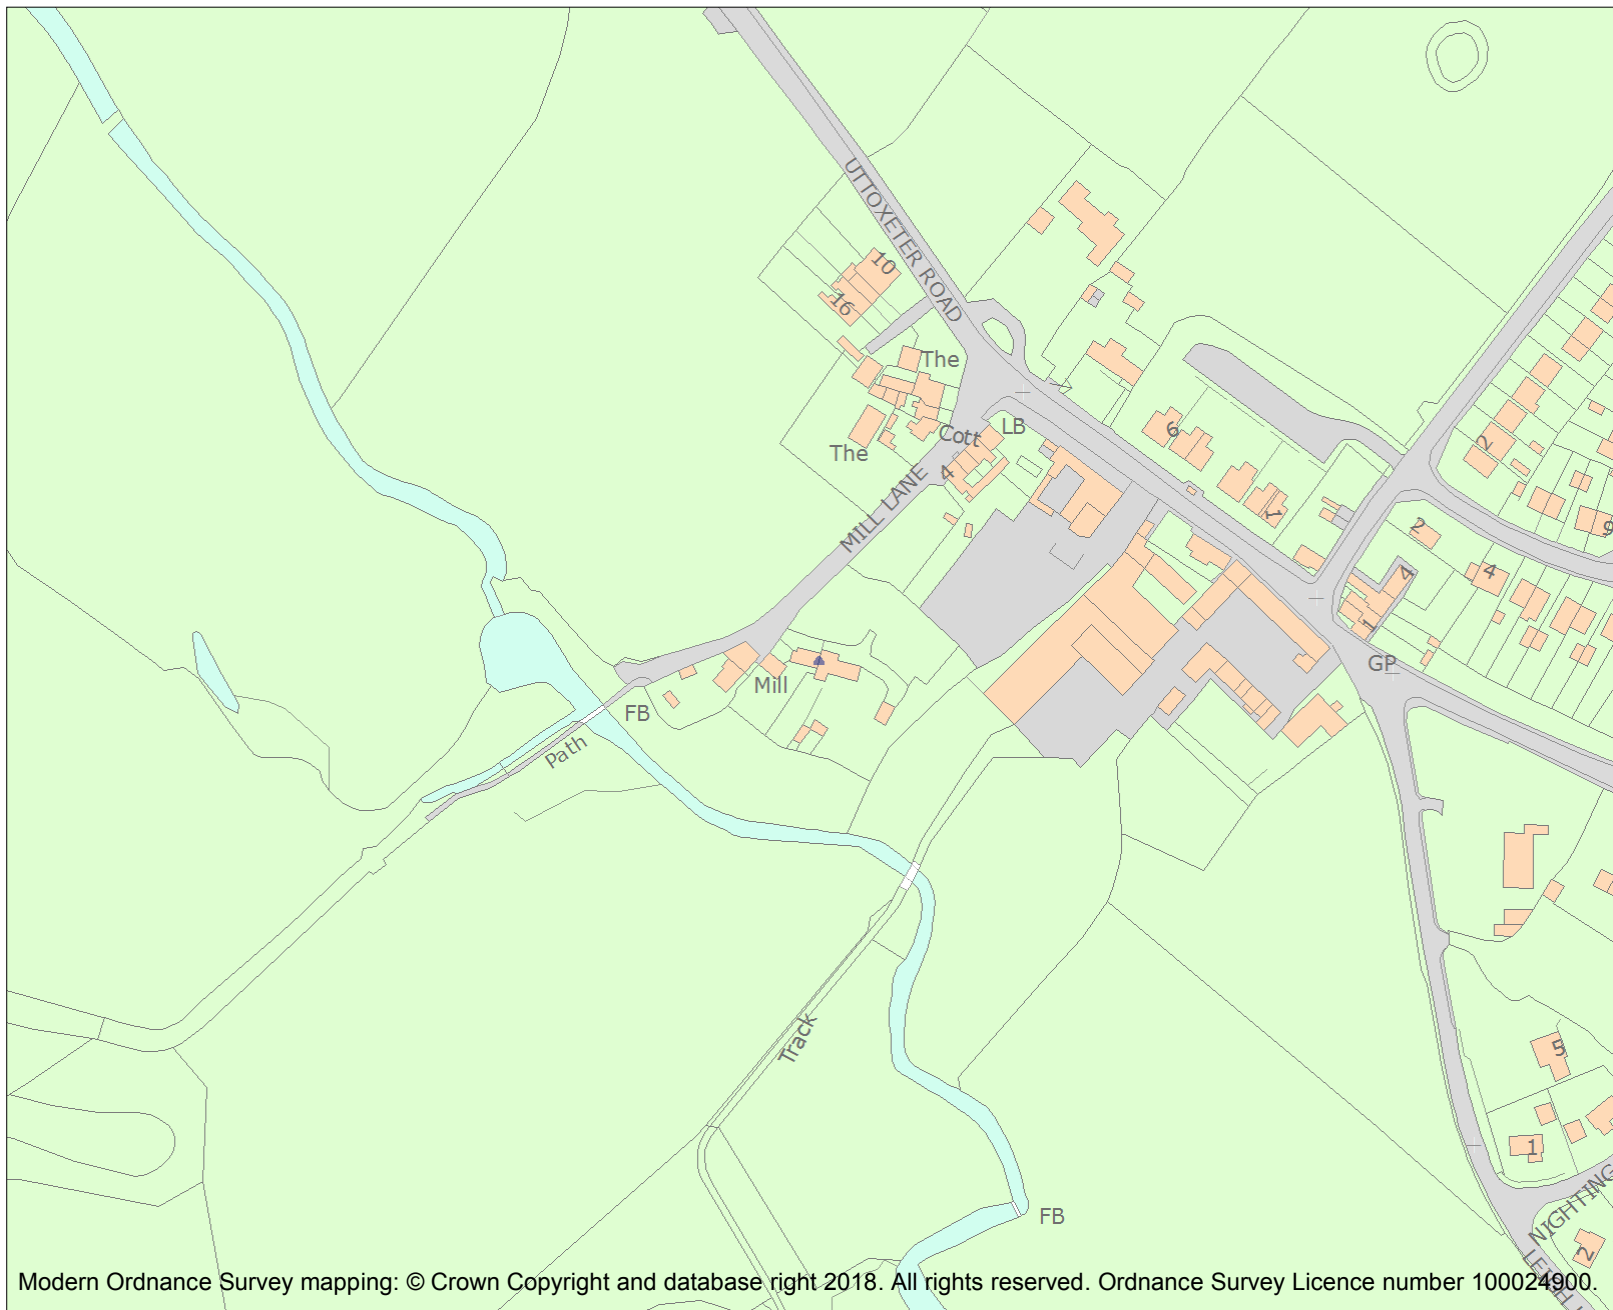 UTTOXETER ROAD
10
16
The
Cott
LB
The
4
MILL LANE
6
1
2
9
2
4
4
1
GP
Mill
FB
Path
Track
5
1
FB
NIGHTING
2
Modern Ordnance Survey mapping: © Crown Copyright and database right 2018. All rights reserved. Ordnance Survey Licence number 100024900.